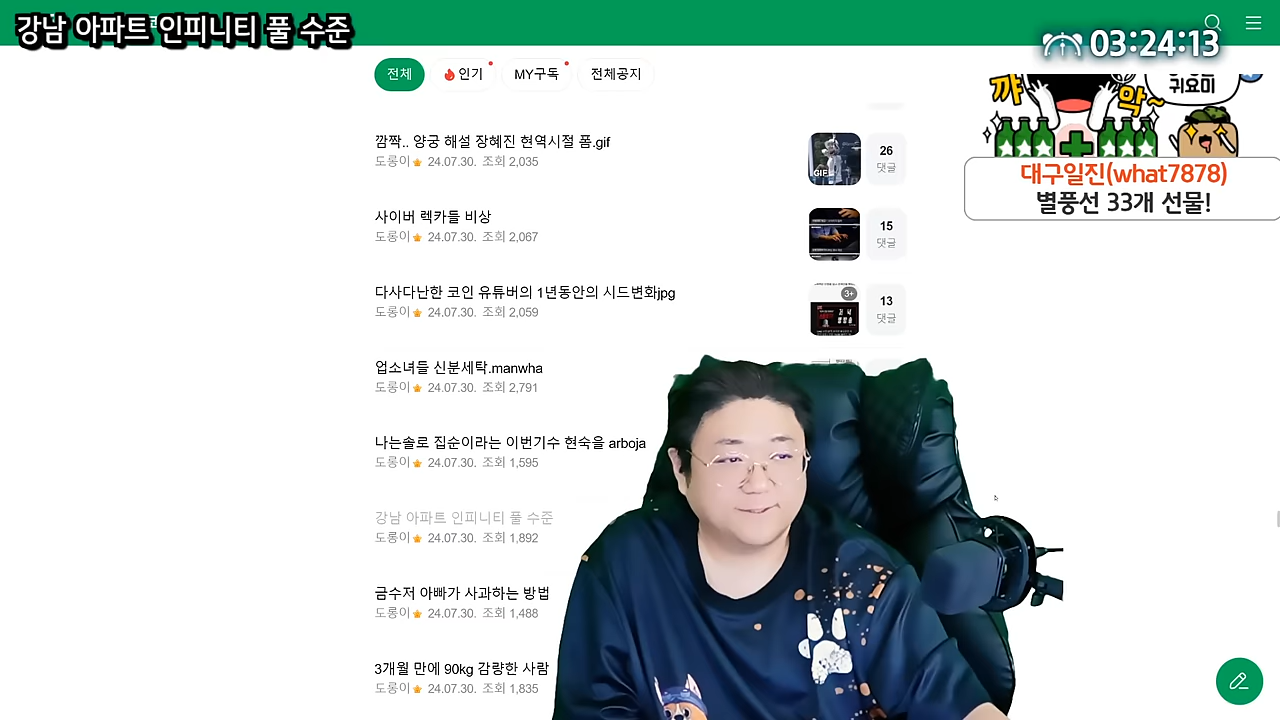 강남 아파트 인피니티 풀 수준
03:24:13
전체
인기
MY구독
전체공지
깜짝.. 양궁 해설 장혜진 현역시절 폼.gif
도롱이 24.07.30. 조회 2,035
GIF
26
댓글
사이버 렉카들 비상
도롱이 24.07.30. 조회 2,067
15
댓글
다사다난한 코인 유튜버의 1년동안의 시드변화jpg
도롱이 24.07.30. 조회 2,059
3+
13
댓글
업소녀들 신분세탁.manwha
도롱이 24.07.30. 조회 2,791
나는솔로 집순이라는 이번기수 현숙을 arboja
도롱이 24.07.30. 조회 1,595
강남 아파트 인피니티 풀 수준
도롱이 24.07.30. 조회 1,892
금수저 아빠가 사과하는 방법
도롱이 24.07.30. 조회 1,488
3개월 만에 90kg 감량한 사람
도롱이 24.07.30. 조회 1,835
꺄
악~
귀요미
대구일진(what7878)
별풍선 33개 선물!